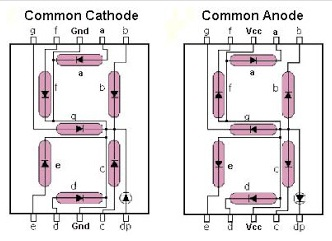 Common Cathode Common Anode
g f Gnd a b g f Vcc a b
a a
f b f b
g g
e c e c
d d
e d Gnd c dp e d Vcc c dp